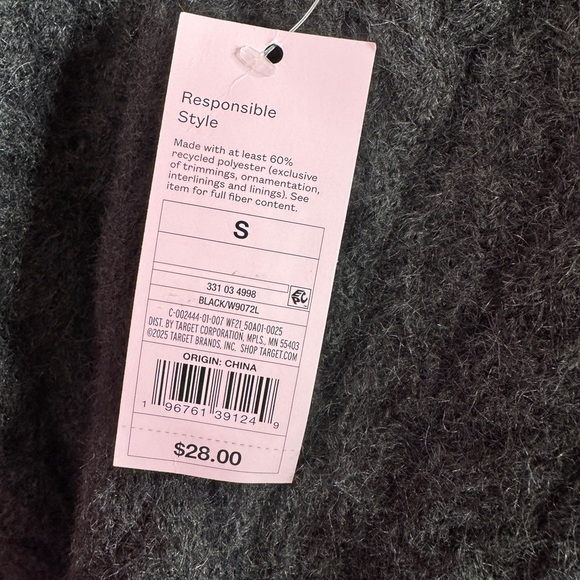 Responsible
Style
Made with at least 60%
recycled polyester (exclusive
of trimmings, ornamentation,
interlinings and linings). See
item for full fiber content.
S
331 03 4998
BLACK/W9072L
C-002444-01-007 WF21_50A01-0025
DIST. BY TARGET CORPORATION, MPLS., MN 55403
©2025 TARGET BRANDS, INC. SHOP TARGET.COM
ORIGIN: CHINA
1 96761 39124 9
$28.00